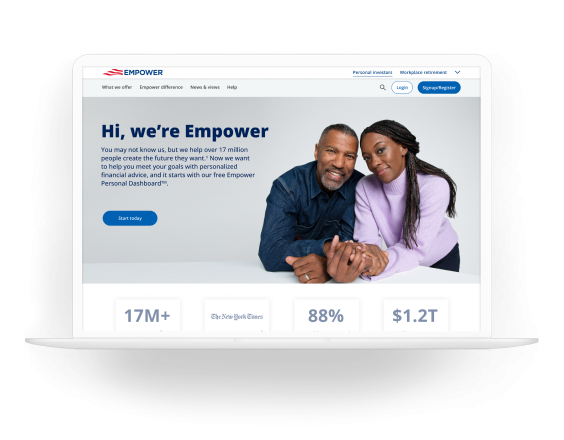 EMPOWER
Personal investors Workplace retirement
What we offer Empower difference News & views Help
Login Signup/Register
Hi, we're Empower
You may not know us, but we help over 17 million
people create the future they want.¹ Now we want
to help you meet your goals with personalized
financial advice, and it starts with our free Empower
Personal Dashboard™.
Start today
17M+ The New York Times 88% $1.2T